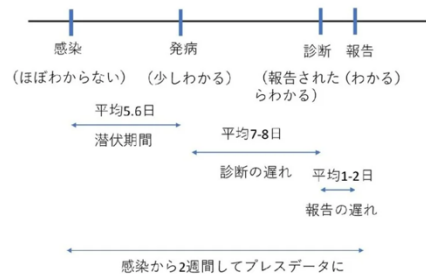 感染
発病
診断
報告
（ほぼわからない）
（少しわかる）
（報告された
らわかる）
（わかる）
平均5.6日
潜伏期間
平均7-8日
診断の遅れ
平均1-2日
報告の遅れ
感染から2週間してプレスデータに